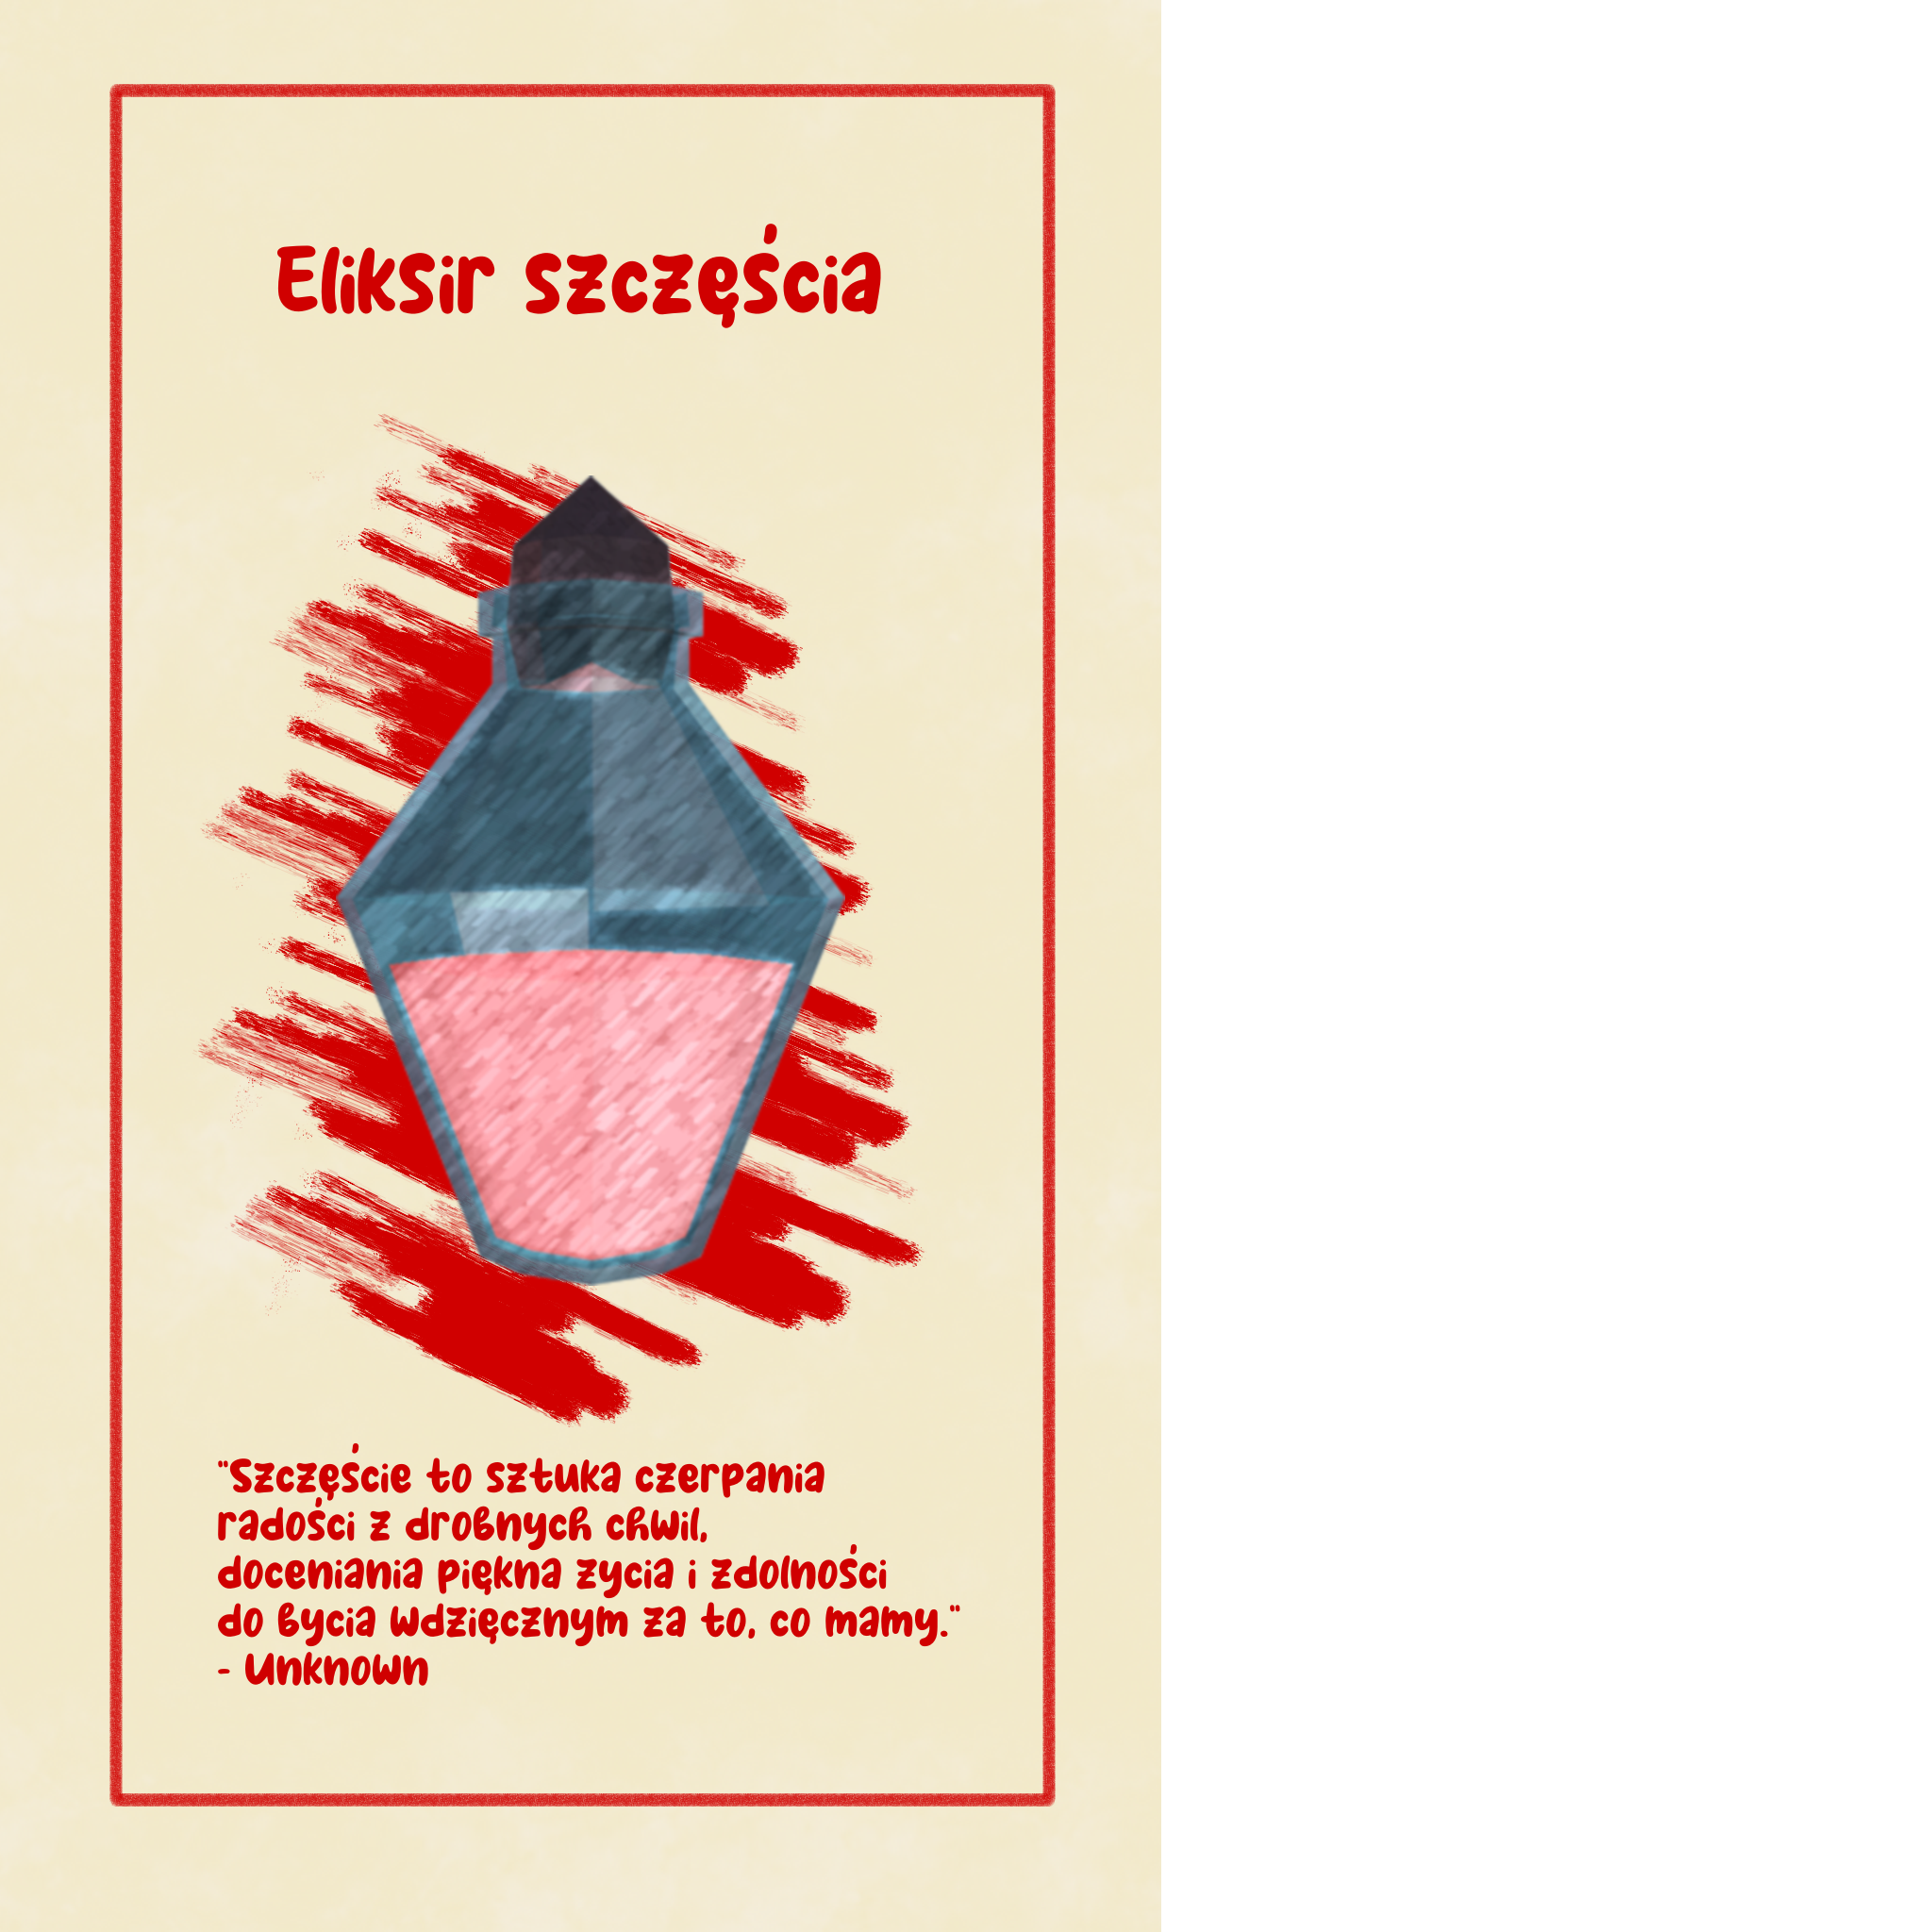 Eliksir szczęścia
"Szczęście to sztuka czerpania
radości z drobnych chwil,
doceniania piękna zycia i zdolności
do bycia wdzięcznym za to, co mamy."
- Unknown